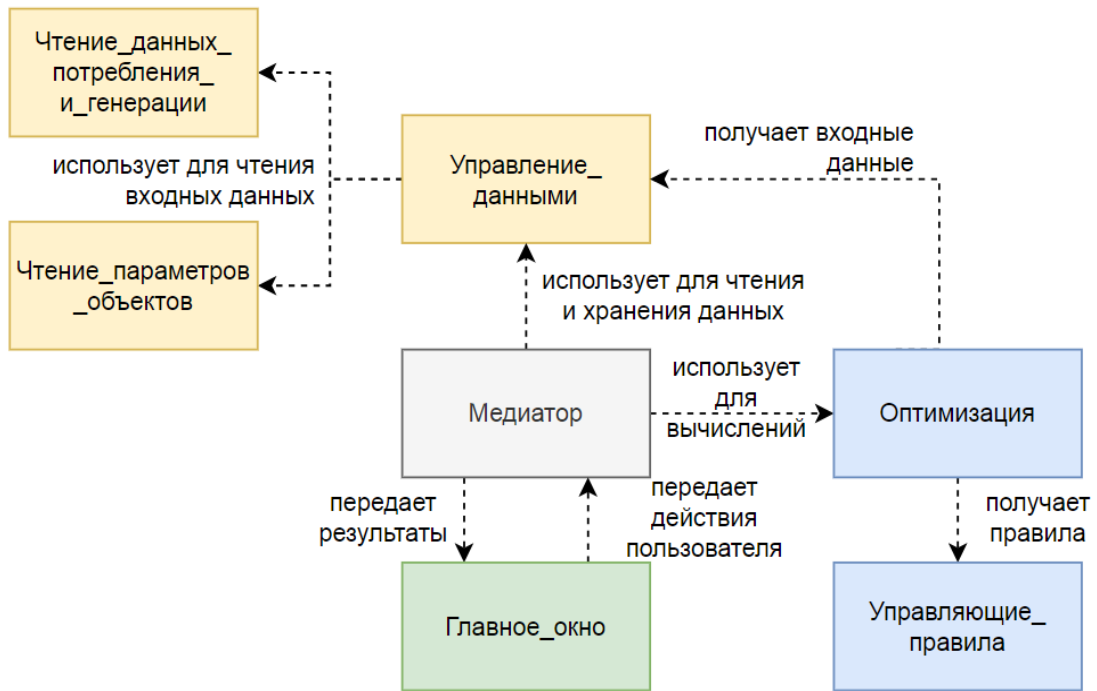 Чтение_данных_
потребления_
и_генерации
использует для чтения
входных данных
Чтение_параметров
_объектов
Управление_
данными
получает входные
данные
использует для чтения
и хранения данных
Медиатор
использует
для
вычислений
Оптимизация
передает
результаты
передает
действия
пользователя
получает
правила
Главное_окно
Управляющие_
правила